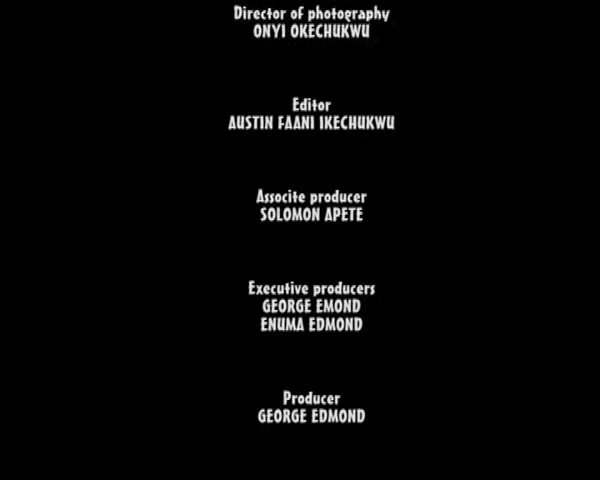 Director of photography
ONYI OKECHUKWU
Editor
AUSTIN FAANI IKECHUKWU
Associte producer
SOLOMON APETE
Executive producers
GEORGE EMOND
ENUMA EDMOND
Producer
GEORGE EDMOND